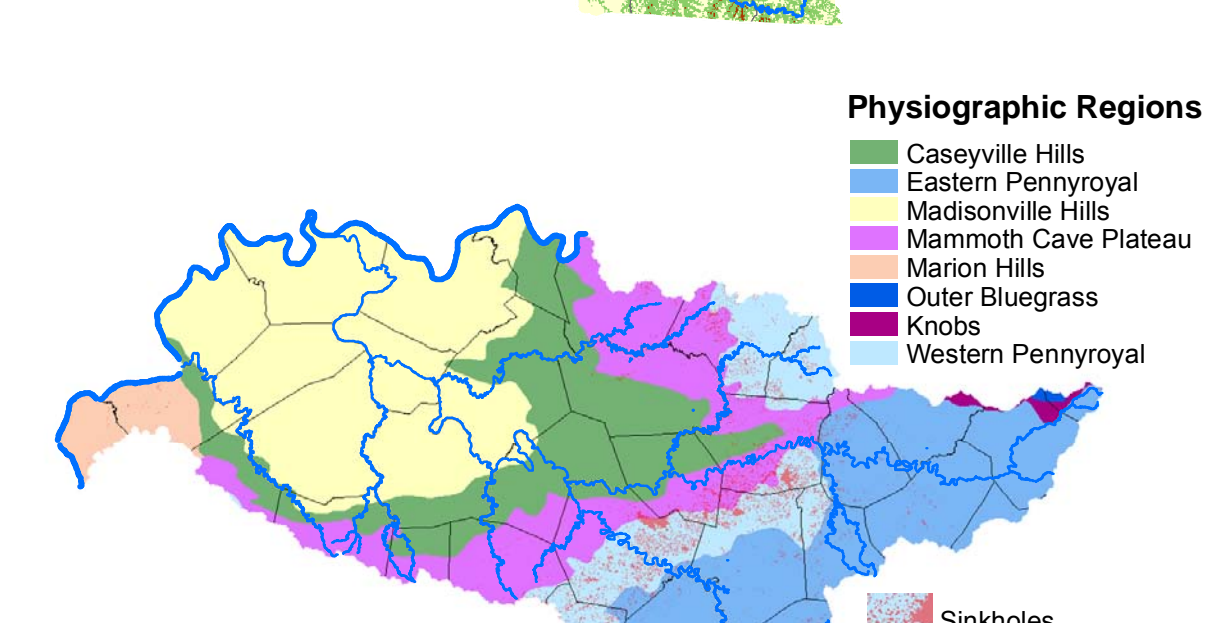 Physiographic Regions
Caseyville Hills
Eastern Pennyroyal
Madisonville Hills
Mammoth Cave Plateau
Marion Hills
Outer Bluegrass
Knobs
Western Pennyroyal
Sinkholes